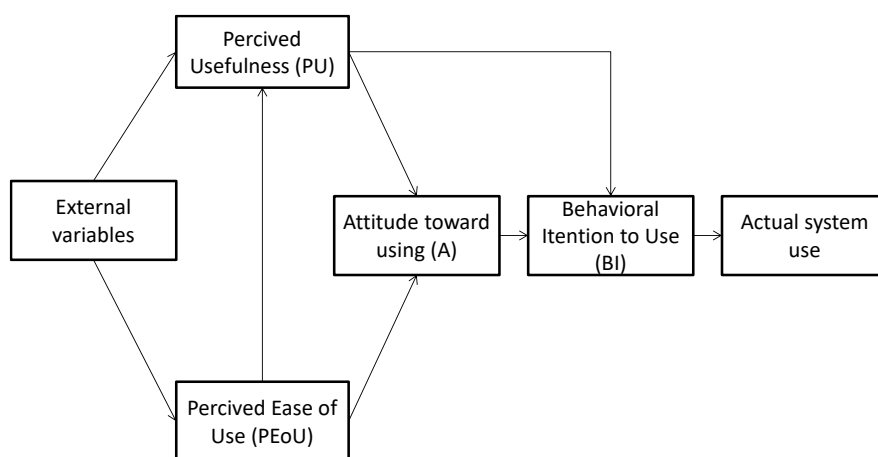 Percived
Usefulness (PU)
External
variables
Attitude toward
using (A)
Behavioral
Itention to Use
(BI)
Actual system
use
Percived Ease of
Use (PEoU)